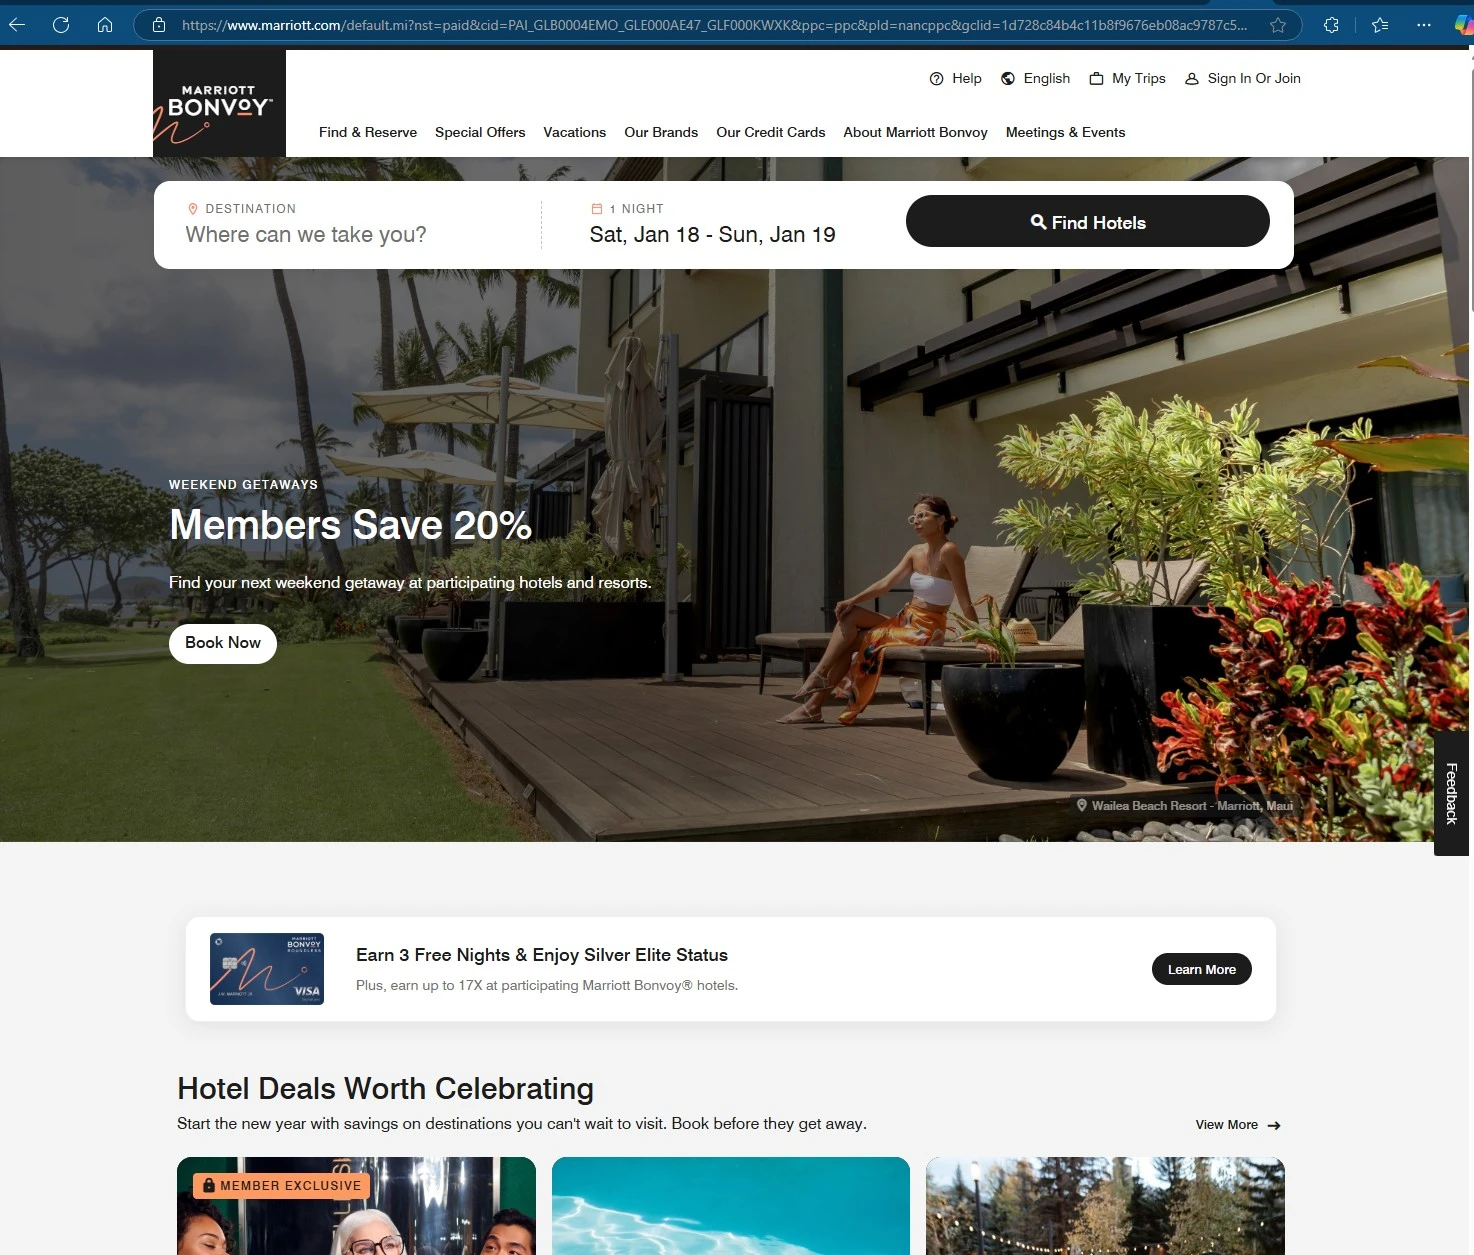 https://www.marriott.com/default.mi?nst=paid&cid=PAI_GLB0004EMO_GLE000AE47_GLF000KWXK&ppc=ppc&pld=nancppc&gclid=1d728c84b4c11b8f9676eb08ac9787c5...
MARRIOTT
BONVOY™
Help
English
My Trips
Sign In Or Join
Find & Reserve
Special Offers
Vacations
Our Brands
Our Credit Cards
About Marriott Bonvoy
Meetings & Events
DESTINATION
Where can we take you?
1 NIGHT
Sat, Jan 18 - Sun, Jan 19
Find Hotels
WEEKEND GETAWAYS
Members Save 20%
Find your next weekend getaway at participating hotels and resorts.
Book Now
Wailea Beach Resort - Marriott, Maui
Feedback
MARRIOTT
BONVOY
BOUNDLESS
J.W. MARRIOTT JR
VISA
Signature
Earn 3 Free Nights & Enjoy Silver Elite Status
Plus, earn up to 17X at participating Marriott Bonvoy® hotels.
Learn More
Hotel Deals Worth Celebrating
Start the new year with savings on destinations you can't wait to visit. Book before they get away.
View More
MEMBER EXCLUSIVE